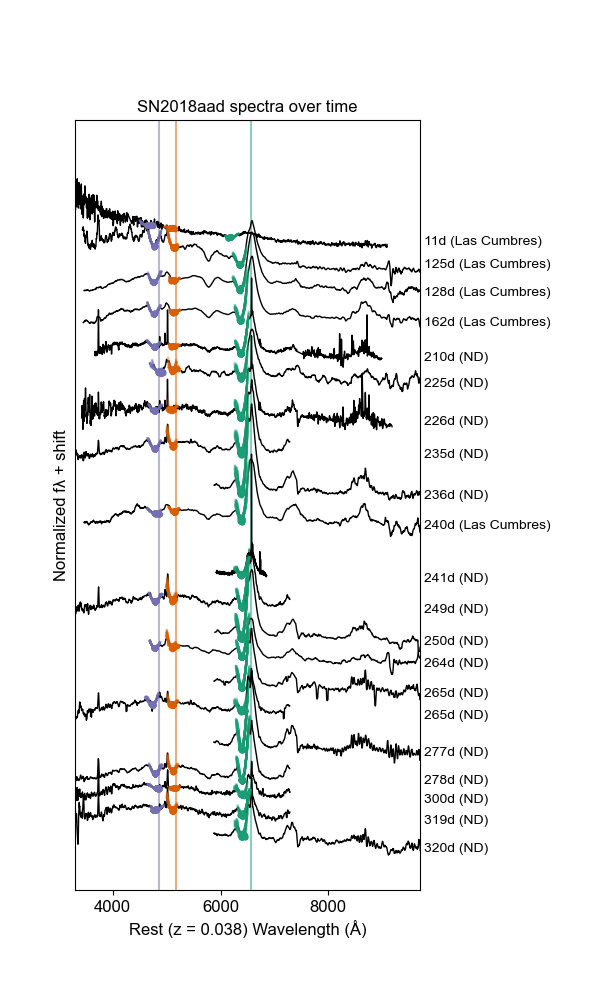 SN2018aad spectra over time
11d (Las Cumbres)
125d (Las Cumbres)
128d (Las Cumbres)
162d (Las Cumbres)
210d (ND)
225d (ND)
226d (ND)
235d (ND)
236d (ND)
240d (Las Cumbres)
241d (ND)
249d (ND)
250d (ND)
264d (ND)
265d (ND)
265d (ND)
277d (ND)
278d (ND)
300d (ND)
319d (ND)
320d (ND)
Normalized fλ + shift
4000 6000 8000
Rest (z = 0.038) Wavelength (Å)